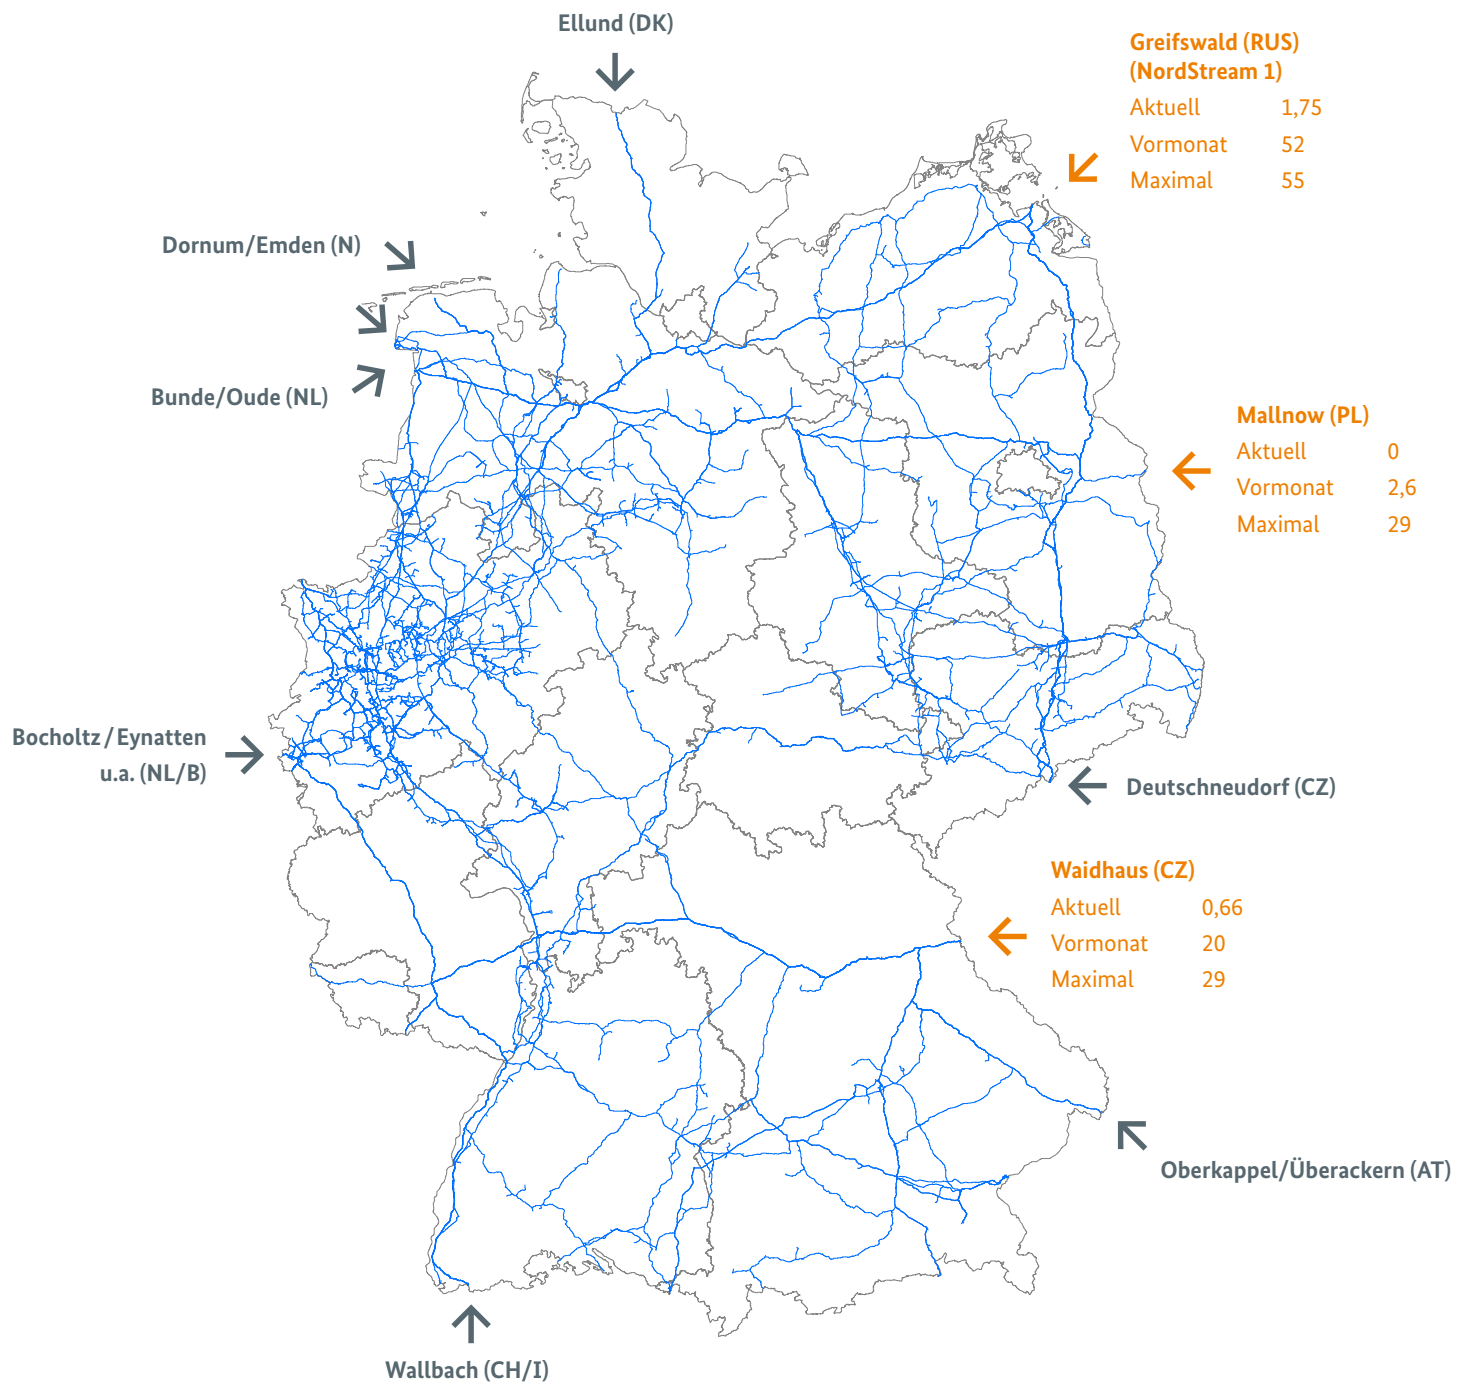 Ellund (DK)
Greifswald (RUS)
(NordStream 1)
Aktuell 1,75
Vormonat 52
Maximal 55
Dornum/Emden (N)
Bunde/Oude (NL)
Mallnow (PL)
Aktuell 0
Vormonat 2,6
Maximal 29
Bocholtz / Eynatten
u.a. (NL/B)
Deutschneudorf (CZ)
Waidhaus (CZ)
Aktuell 0,66
Vormonat 20
Maximal 29
Oberkappel/Überackern (AT)
Wallbach (CH/I)